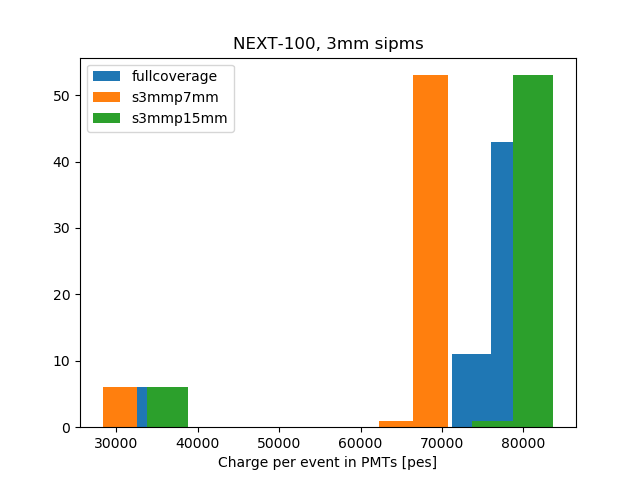 NEXT-100, 3mm sipms
fullcoverage
s3mmp7mm
s3mmp15mm
50
40
30
20
10
0
30000 40000 50000 60000 70000 80000
Charge per event in PMTs [pes]